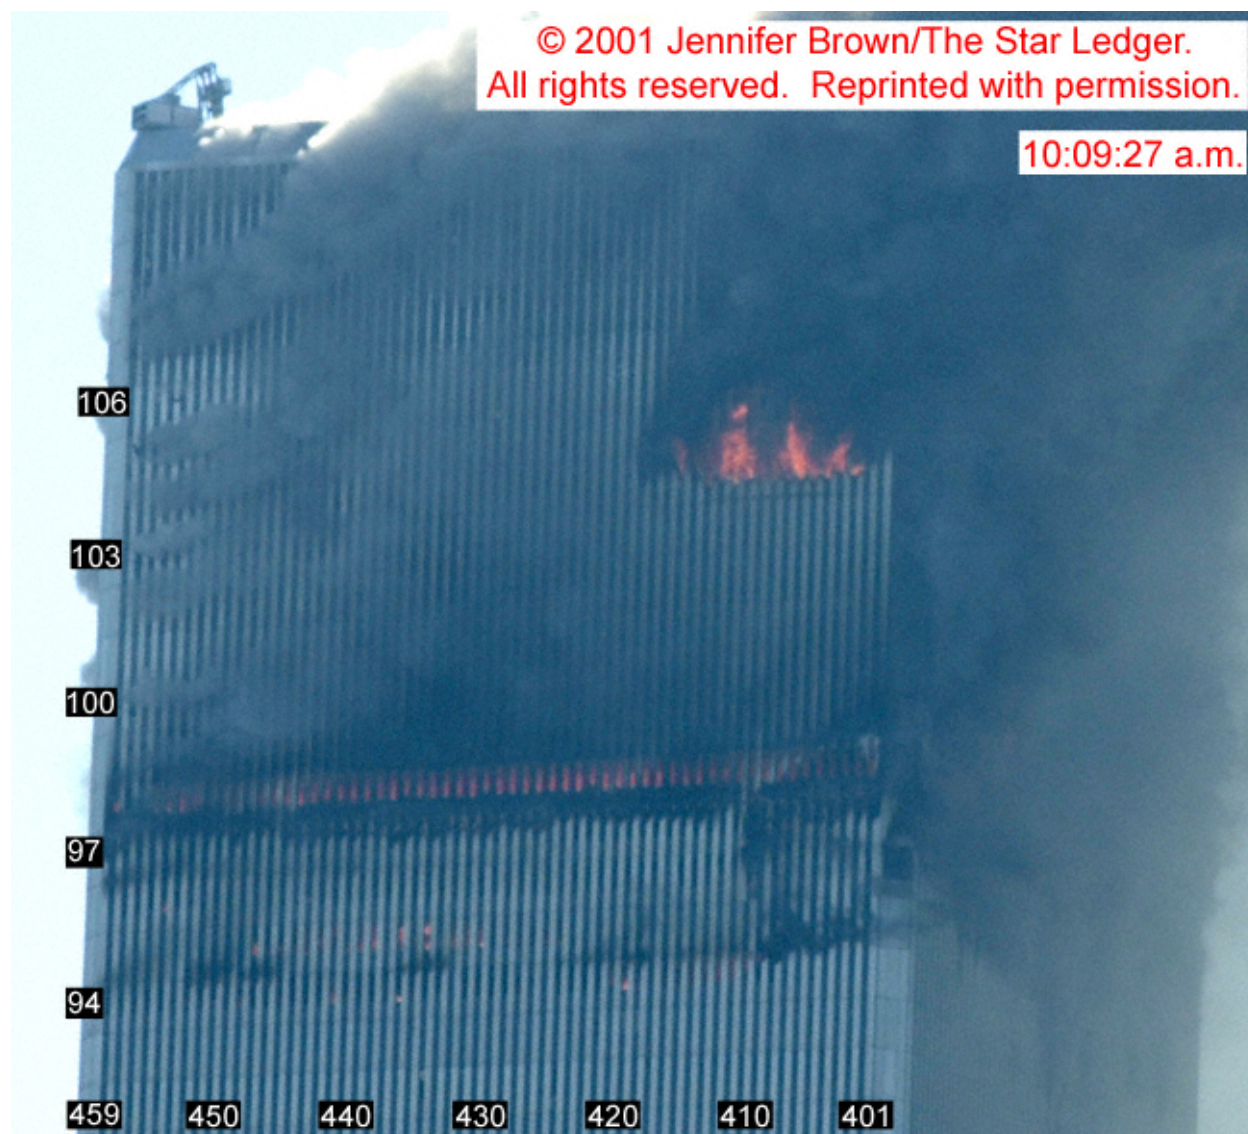 © 2001 Jennifer Brown/The Star Ledger.
All rights reserved.  Reprinted with permission.
10:09:27 a.m.
106
103
100
97
94
459 450 440 430 420 410 401